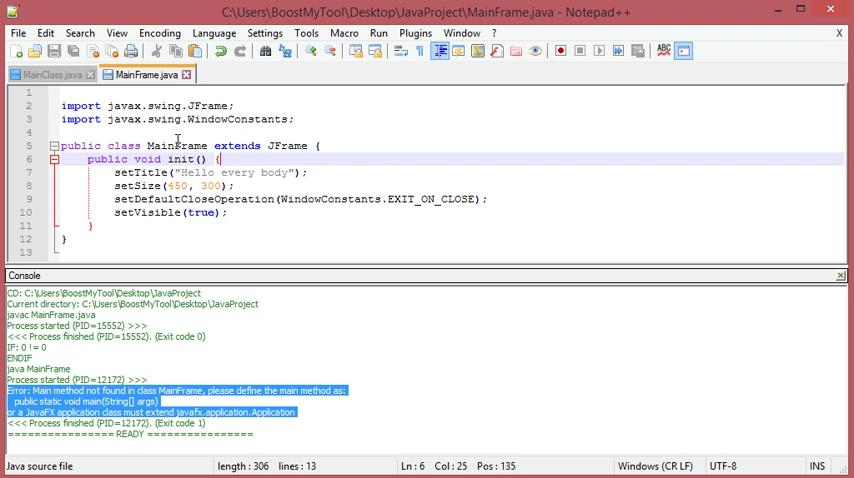 C:\Users\BoostMyTool\Desktop\JavaProject\MainFrame.java - Notepad++
File Edit Search View Encoding Language Settings Tools Macro Run Plugins Window ? X
MainClass.java MainFrame.java
1
2 import javax.swing.JFrame;
3 import javax.swing.WindowConstants;
4
5 public class MainFrame extends JFrame {
6 public void init() {
7 setTitle("Hello every body");
8 setSize(450, 300);
9 setDefaultCloseOperation(WindowConstants.EXIT_ON_CLOSE);
10 setVisible(true);
11 }
12 }
13
Console
CD: C:\Users\BoostMyTool\Desktop\JavaProject
Current directory: C:\Users\BoostMyTool\Desktop\JavaProject
javac MainFrame.java
Process started (PID=15552) >>>
<<< Process finished (PID=15552). (Exit code 0)
IF: 0 != 0
ENDIF
java MainFrame
Process started (PID=12172) >>>
Error: Main method not found in class MainFrame, please define the main method as:
public static void main(String[] args)
or a JavaFX application class must extend javafx.application.Application
<<< Process finished (PID=12172). (Exit code 1)
================ READY ================
Java source file length : 306 lines : 13 Ln : 6 Col : 25 Pos : 135 Windows (CR LF) UTF-8 INS